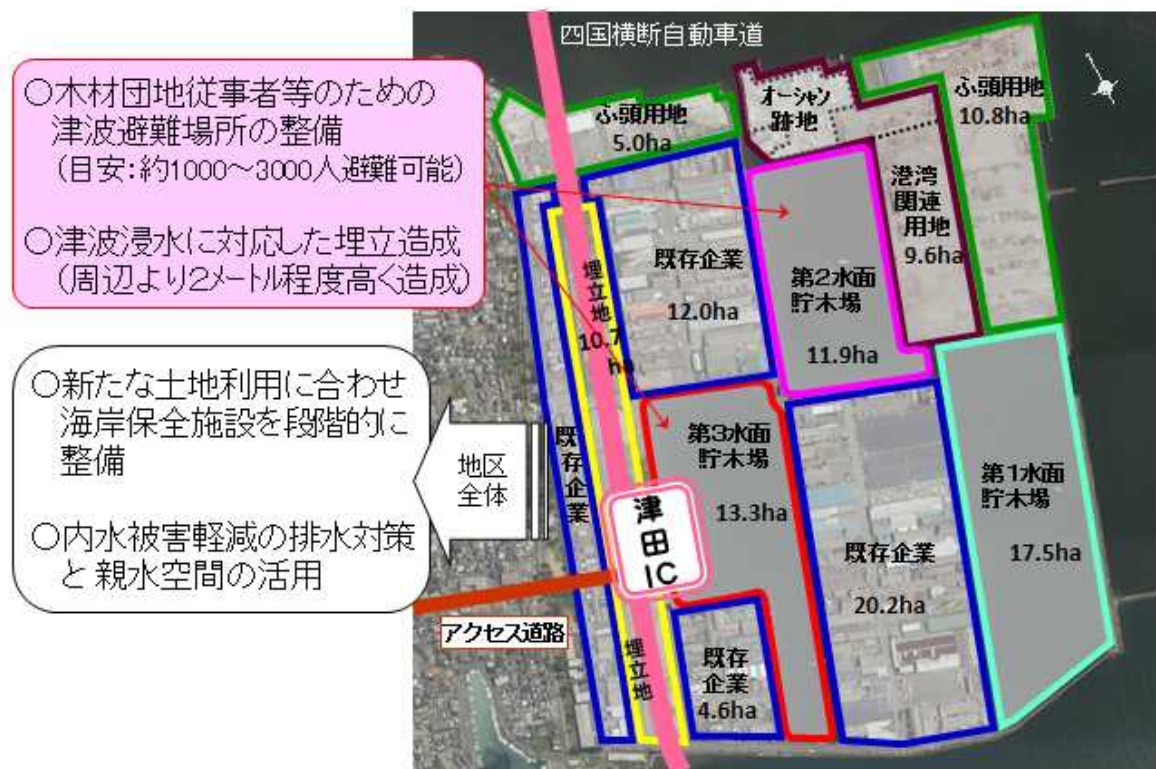 四国横断自動車道
○木材団地従事者等のための
津波避難場所の整備
(目安:約1000～3000人避難可能)
○津波浸水に対応した埋立造成
(周辺より2メートル程度高く造成)
○新たな土地利用に合わせ
海岸保全施設を段階的に
整備
○内水被害軽減の排水対策
と親水空間の活用
地区
全体
ふ頭用地
5.0ha
オーシャン
跡地
ふ頭用地
10.8ha
港湾
関連
用地
9.6ha
既存企業
12.0ha
埋立地
10.7
ha
第2水面
貯木場
11.9ha
既存企業
第3水面
貯木場
13.3ha
第1水面
貯木場
17.5ha
既存企業
20.2ha
津田
IC
アクセス道路
埋立地
既存
企業
4.6ha